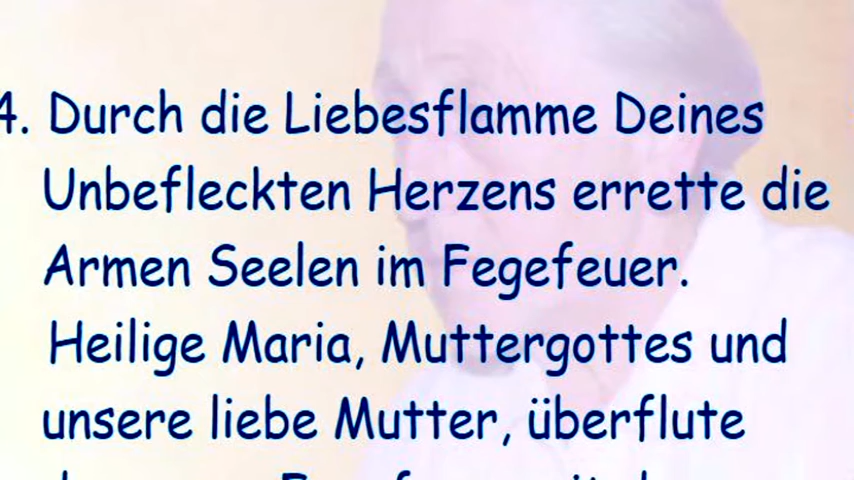 4. Durch die Liebesflamme Deines
Unbefleckten Herzens errette die
Armen Seelen im Fegefeuer.
Heilige Maria, Muttergottes und
unsere liebe Mutter, überflute